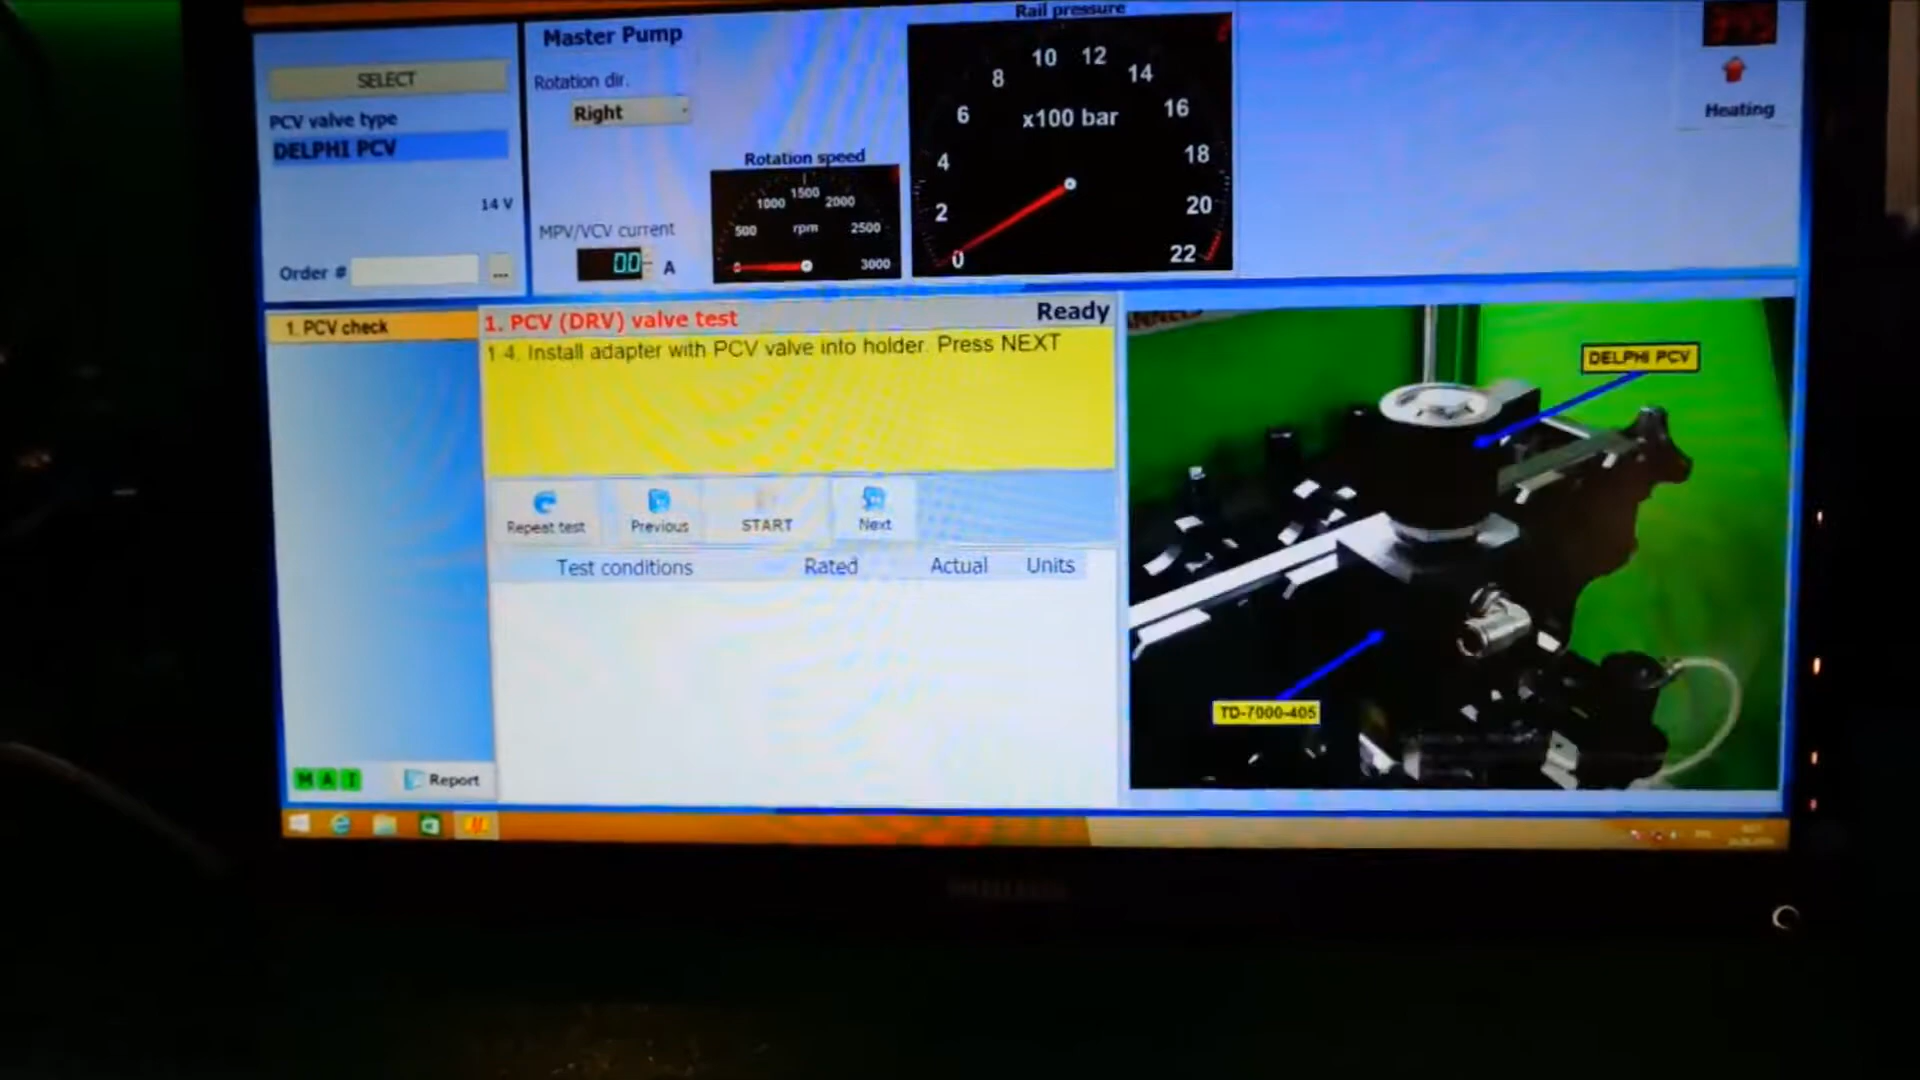 SELECT
PCV valve type
DELPHI PCV
14 V
Order #
...
Master Pump
Rotation dir.
Right
MPV/VCV current
0.0 A
Rotation speed
0 500 1000 1500 2000 2500 3000
rpm
Rail pressure
0 2 4 6 8 10 12 14 16 18 20 22
x100 bar
Heating
1. PCV check
1. PCV (DRV) valve test
Ready
1.4. Install adapter with PCV valve into holder. Press NEXT
Repeat test
Previous
START
Next
Test conditions Rated Actual Units
DELPHI PCV
TD-7000-405
M A T
Report